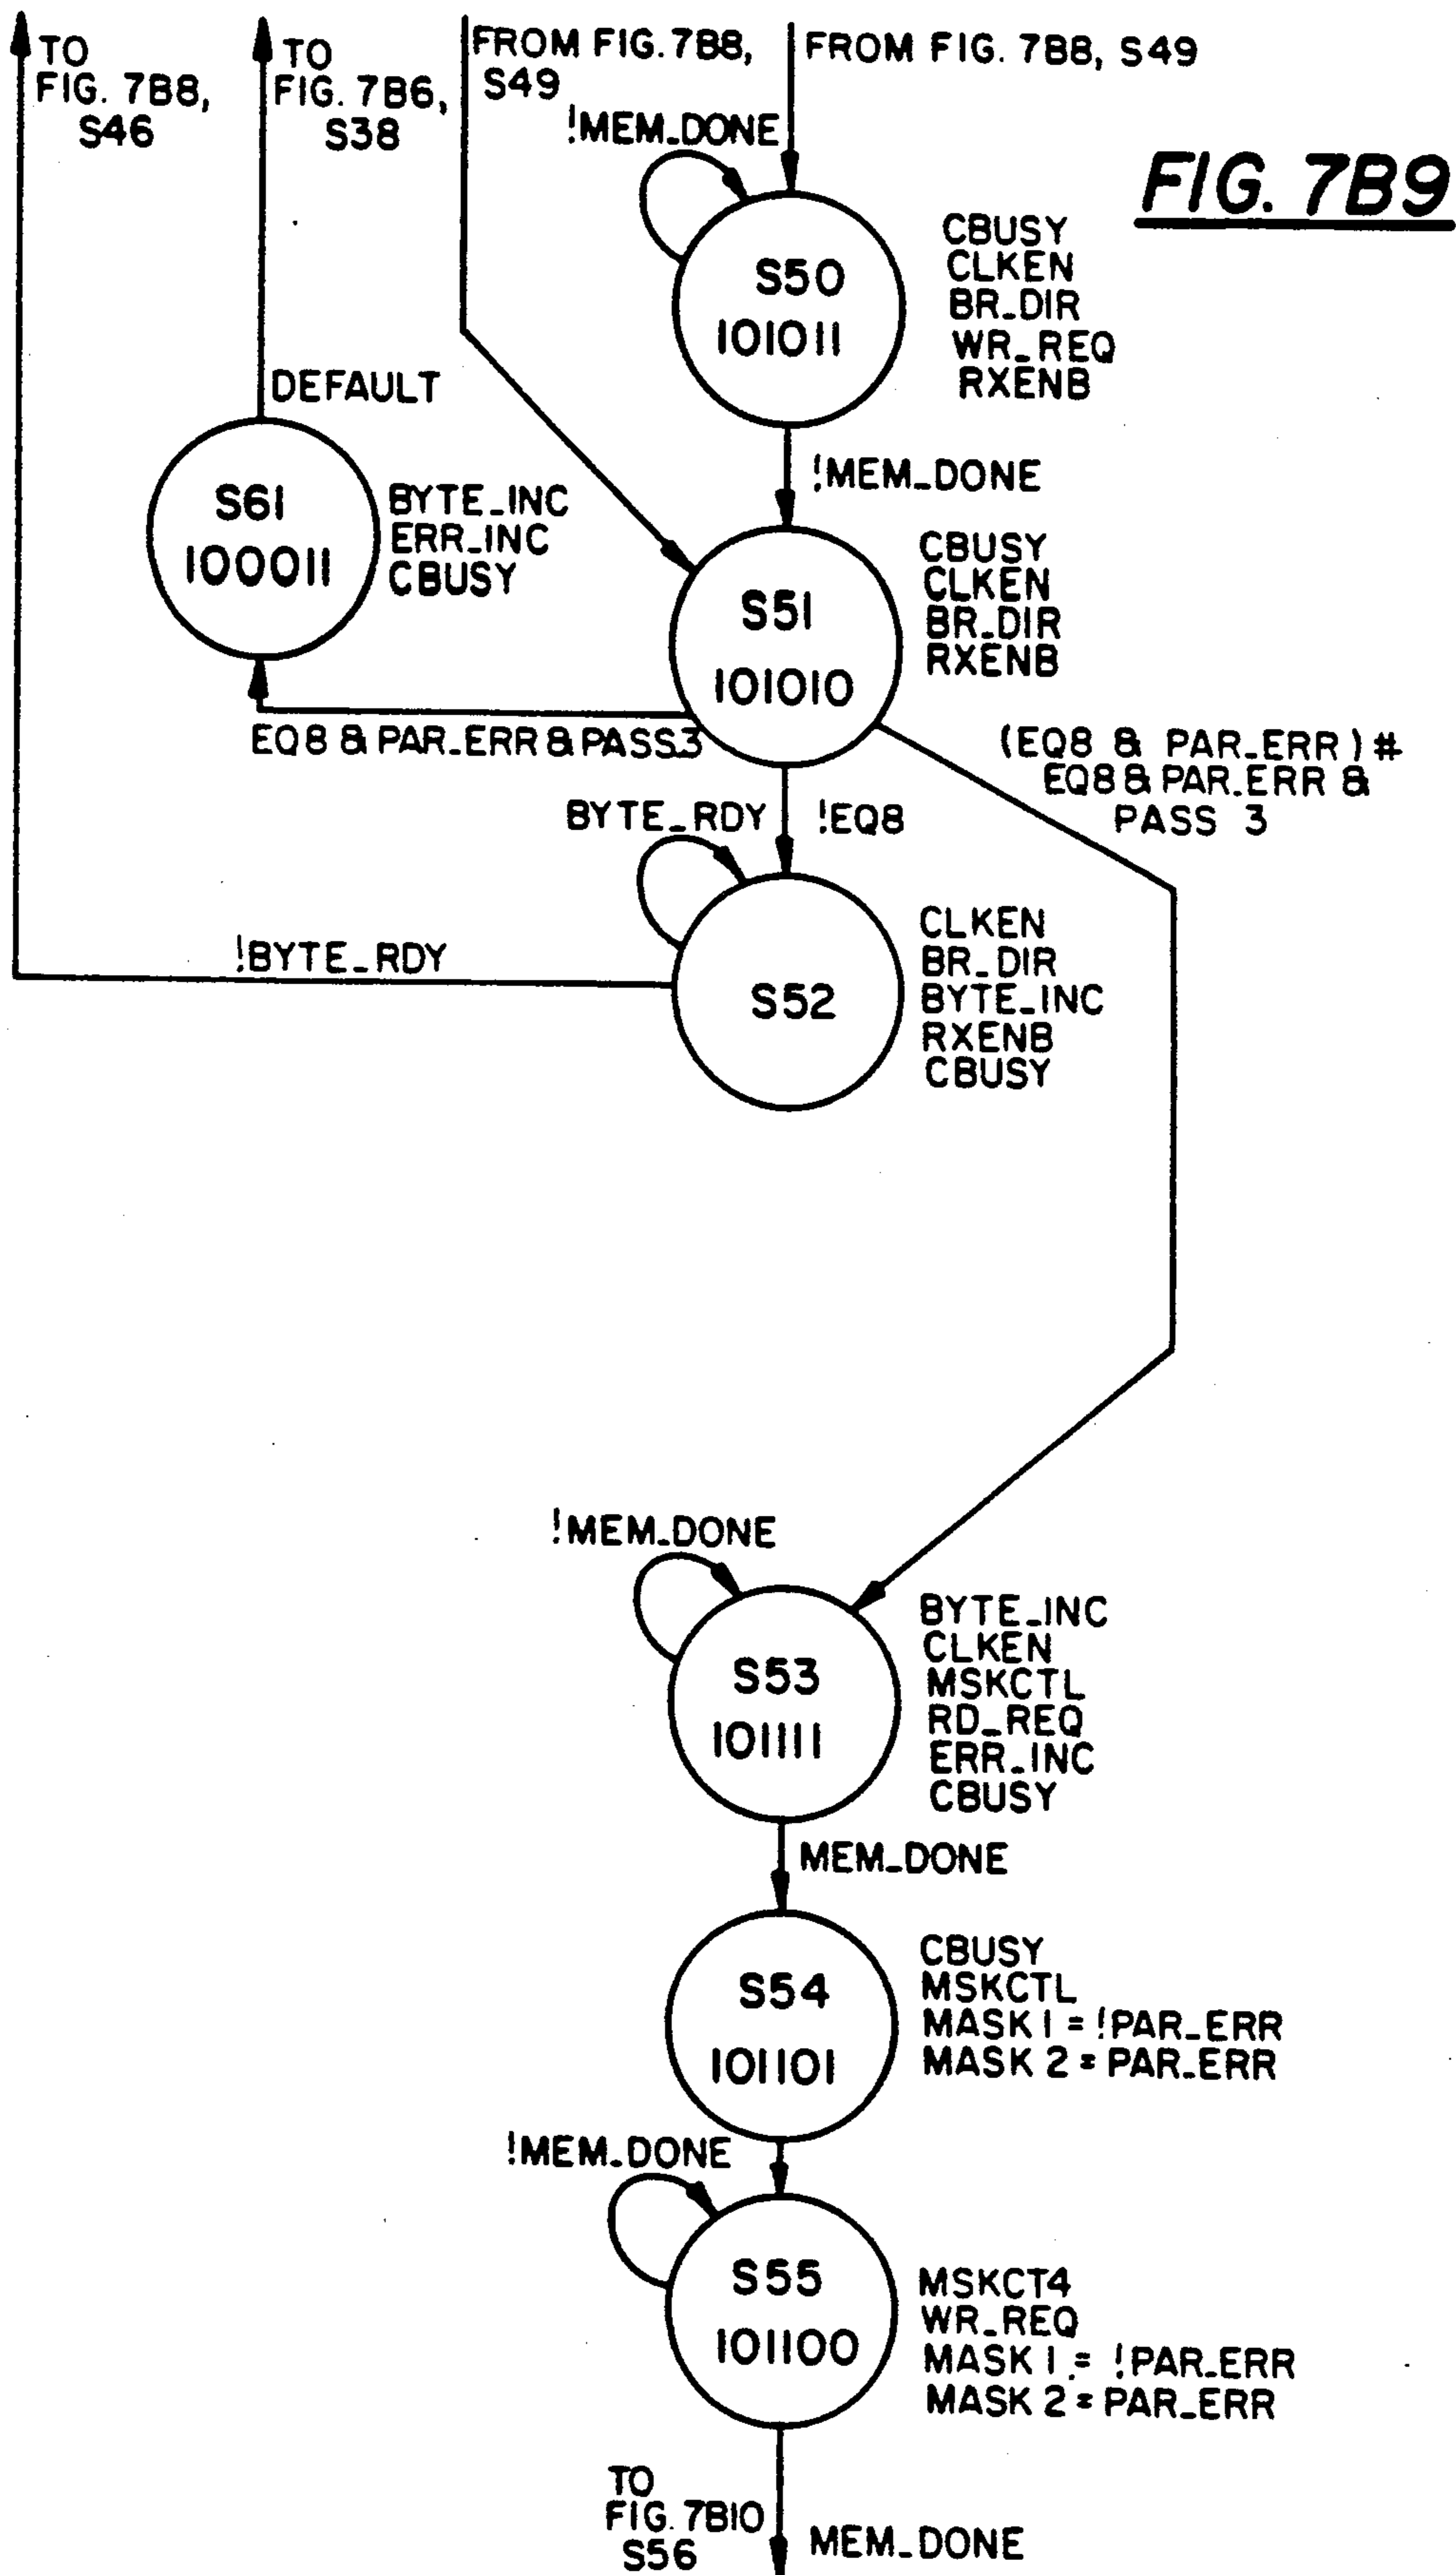 TO
FIG. 7B8,
S46
TO
FIG. 7B6,
S38
FROM FIG. 7B8,
S49
FROM FIG. 7B8, S49
FIG. 7B9
!MEM_DONE
S50
101011
CBUSY
CLKEN
BR_DIR
WR_REQ
RXENB
!MEM_DONE
DEFAULT
S61
100011
BYTE_INC
ERR_INC
CBUSY
S51
101010
CBUSY
CLKEN
BR_DIR
RXENB
EQ8 & PAR_ERR & PASS3
(EQ8 & PAR_ERR) #
EQ8 & PAR_ERR &
PASS 3
BYTE_RDY
!EQ8
!BYTE_RDY
S52
CLKEN
BR_DIR
BYTE_INC
RXENB
CBUSY
!MEM_DONE
S53
101111
BYTE_INC
CLKEN
MSKCTL
RD_REQ
ERR_INC
CBUSY
MEM_DONE
S54
101101
CBUSY
MSKCTL
MASK 1 = !PAR_ERR
MASK 2 = PAR_ERR
!MEM_DONE
S55
101100
MSKCT4
WR_REQ
MASK 1 = !PAR_ERR
MASK 2 = PAR_ERR
TO
FIG. 7B10
S56
MEM_DONE